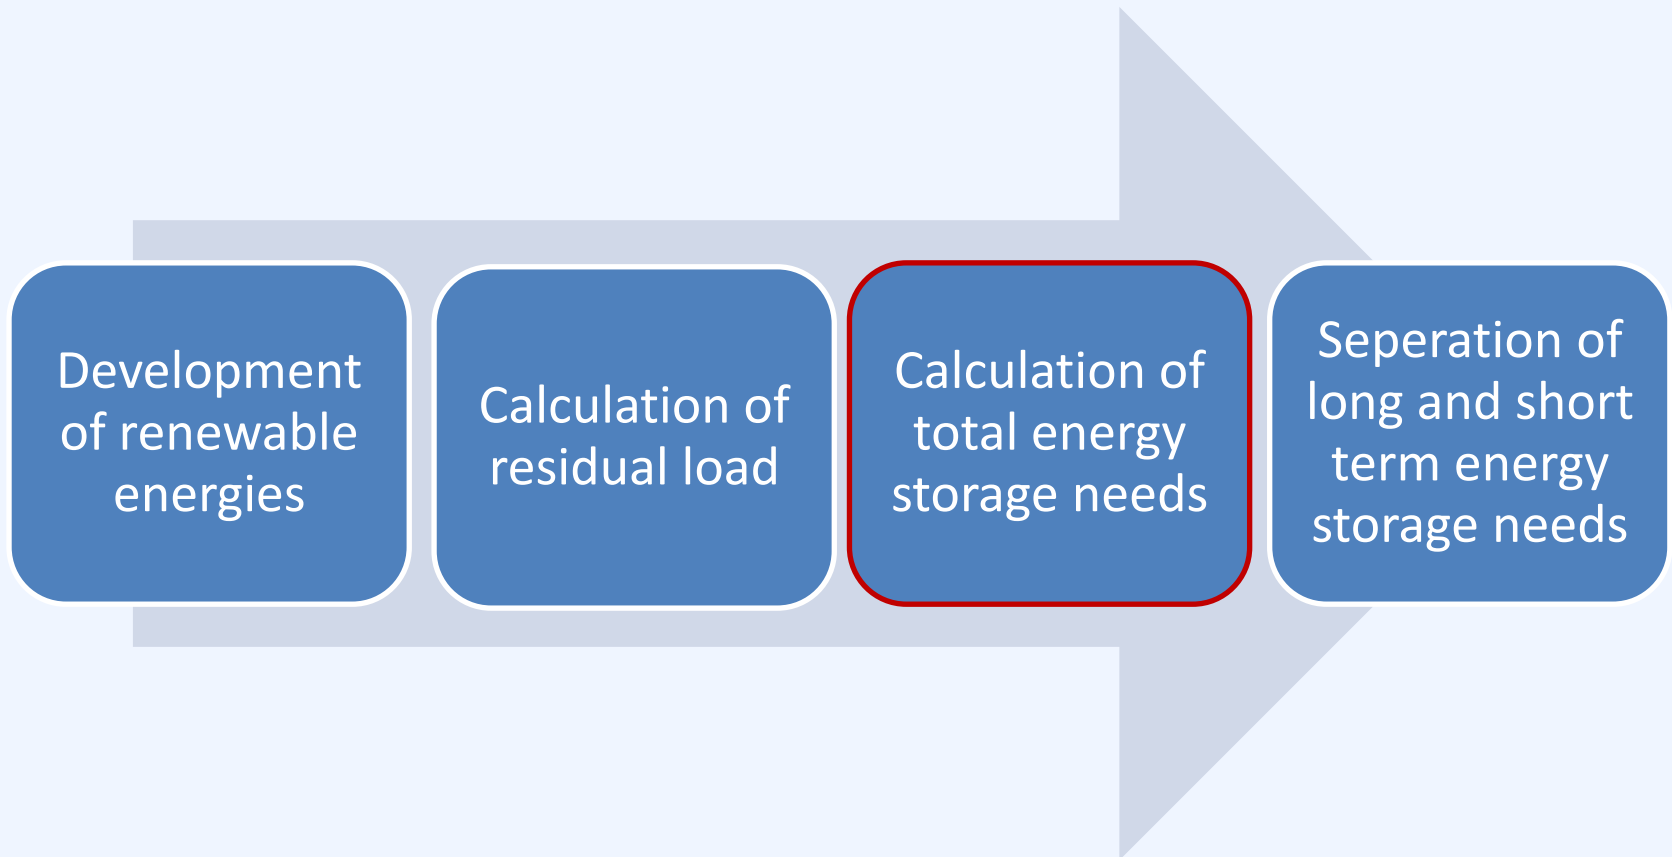 Development
of renewable
energies
Calculation of
residual load
Calculation of
total energy
storage needs
Seperation of
long and short
term energy
storage needs